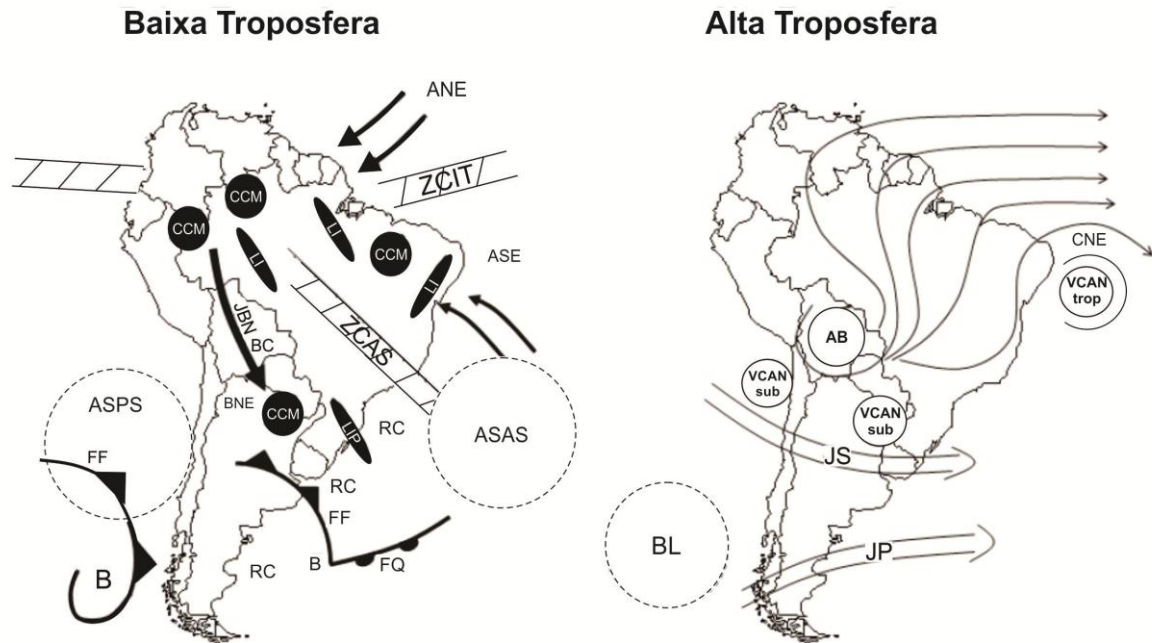 Baixa Troposfera
ANE
ZCIT
CCM
CCM
LI
CCM
LI
LI
ASE
JBN
BC
ZCAS
ASPS
BNE
CCM
LIP
RC
ASAS
FF
RC
FF
B
RC
B
FQ
Alta Troposfera
CNE
VCAN
trop
AB
VCAN
sub
VCAN
sub
JS
BL
JP